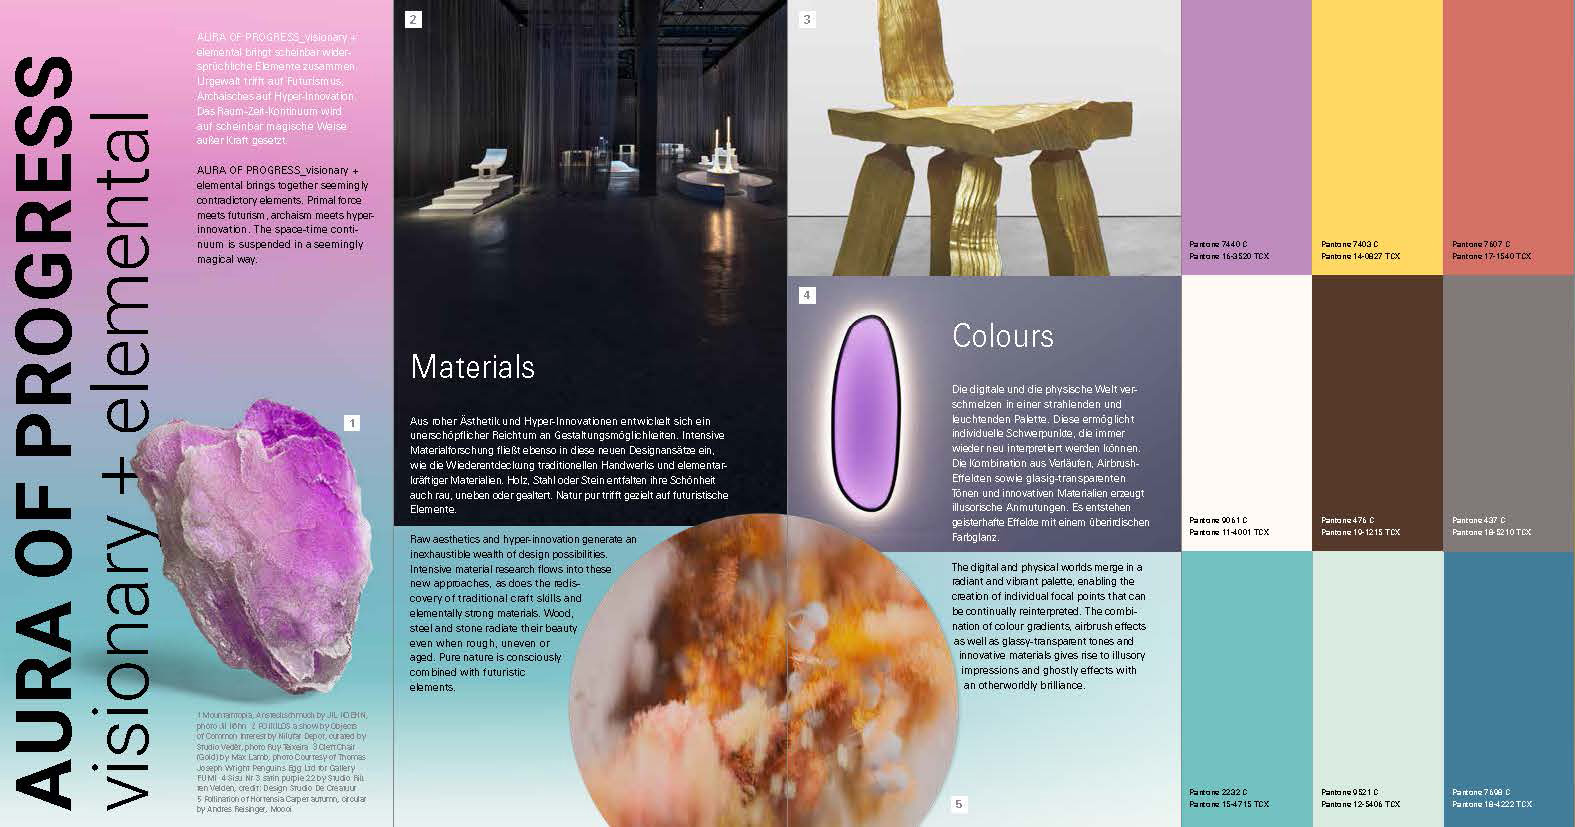 AURA OF PROGRESS
visionary + elemental
AURA OF PROGRESS_visionary +
elemental bringt scheinbar wider-
sprüchliche Elemente zusammen.
Urgewalt trifft auf Futurismus,
Archaisches auf Hyper-Innovation.
Das Raum-Zeit-Kontinuum wird
auf scheinbar magische Weise
außer Kraft gesetzt.
AURA OF PROGRESS_visionary +
elemental brings together seemingly
contradictory elements. Primal force
meets futurism, archaism meets hyper-
innovation. The space-time conti-
nuum is suspended in a seemingly
magical way.
1
1 Mountaintopia, Ansteckschmuck by JIL KÖHN,
photo Jil Köhn 2 POIKILOS a show by Objects
of Common Interest by Nilufar Depot, curated by
Studio Vedèt, photo Ruy Teixeira 3 Cleft Chair
(Gold) by Max Lamb, photo Courtesy of Thomas
Joseph Wright Penguins Egg Ltd for Gallery
FUMI 4 Sisu Nr 3 satin purple 22 by Studio
ten Velden, credit: Design Studio De Creatuur
5 Pollination of Hortensia Carpet autumn, circular
by Andrés Reisinger, Moooi
2
Materials
Aus roher Ästhetik und Hyper-Innovationen entwickelt sich ein
unerschöpflicher Reichtum an Gestaltungsmöglichkeiten. Intensive
Materialforschung fließt ebenso in diese neuen Designansätze ein,
wie die Wiederentdeckung traditionellen Handwerks und elementar-
kräftiger Materialien. Holz, Stahl oder Stein entfalten ihre Schönheit
auch rau, uneben oder gealtert. Natur pur trifft gezielt auf futuristische
Elemente.
Raw aesthetics and hyper-innovation generate an
inexhaustible wealth of design possibilities.
Intensive material research flows into these
new approaches, as does the redis-
covery of traditional craft skills and
elementally strong materials. Wood,
steel and stone radiate their beauty
even when rough, uneven or
aged. Pure nature is consciously
combined with futuristic
elements.
3
4
Colours
Die digitale und die physische Welt ver-
schmelzen in einer strahlenden und
leuchtenden Palette. Diese ermöglicht
individuelle Schwerpunkte, die immer
wieder neu interpretiert werden können.
Die Kombination aus Verläufen, Airbrush-
Effekten sowie glasig-transparenten
Tönen und innovativen Materialien erzeugt
illusorische Anmutungen. Es entstehen
geisterhafte Effekte mit einem überirdischen
Farbglanz.
The digital and physical worlds merge in a
radiant and vibrant palette, enabling the
creation of individual focal points that can
be continually reinterpreted. The combi-
nation of colour gradients, airbrush effects
as well as glassy-transparent tones and
innovative materials gives rise to illusory
impressions and ghostly effects with
an otherworldly brilliance.
5
Pantone 7440 C
Pantone 16-3520 TCX
Pantone 7403 C
Pantone 14-0827 TCX
Pantone 7607 C
Pantone 17-1540 TCX
Pantone 9061 C
Pantone 11-4001 TCX
Pantone 476 C
Pantone 19-1215 TCX
Pantone 437 C
Pantone 18-5210 TCX
Pantone 2232 C
Pantone 15-4715 TCX
Pantone 9521 C
Pantone 12-5406 TCX
Pantone 7698 C
Pantone 18-4222 TCX